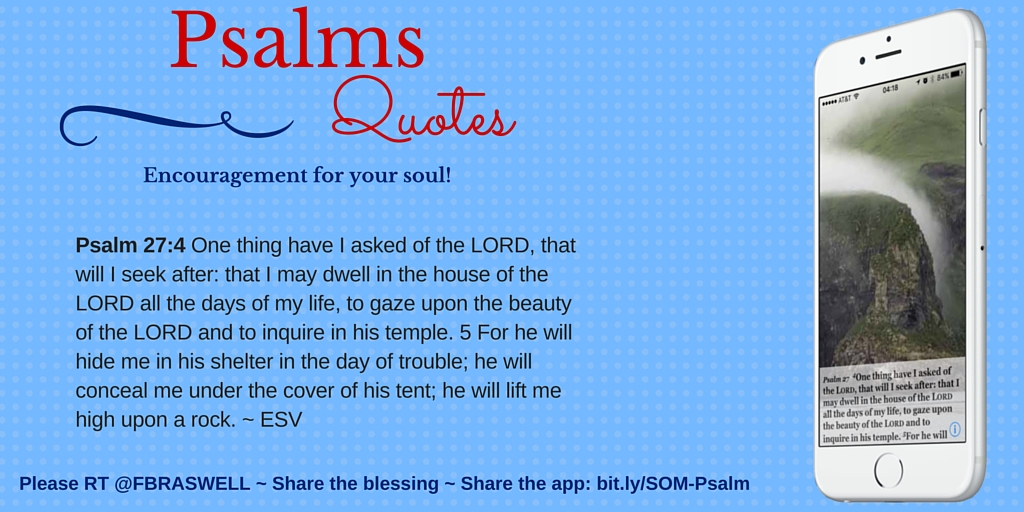 Psalms
Quotes
Encouragement for your soul!
Psalm 27:4 One thing have I asked of the LORD, that
will I seek after: that I may dwell in the house of the
LORD all the days of my life, to gaze upon the beauty
of the LORD and to inquire in his temple. 5 For he will
hide me in his shelter in the day of trouble; he will
conceal me under the cover of his tent; he will lift me
high upon a rock. ~ ESV
Please RT @FBRASWELL ~ Share the blessing ~ Share the app: bit.ly/SOM-Psalm
AT&T 04:18 84%
Psalm 27 4One thing have I asked of
the LORD, that will I seek after: that I
may dwell in the house of the LORD
all the days of my life, to gaze upon
the beauty of the LORD and to
inquire in his temple. 5For he will